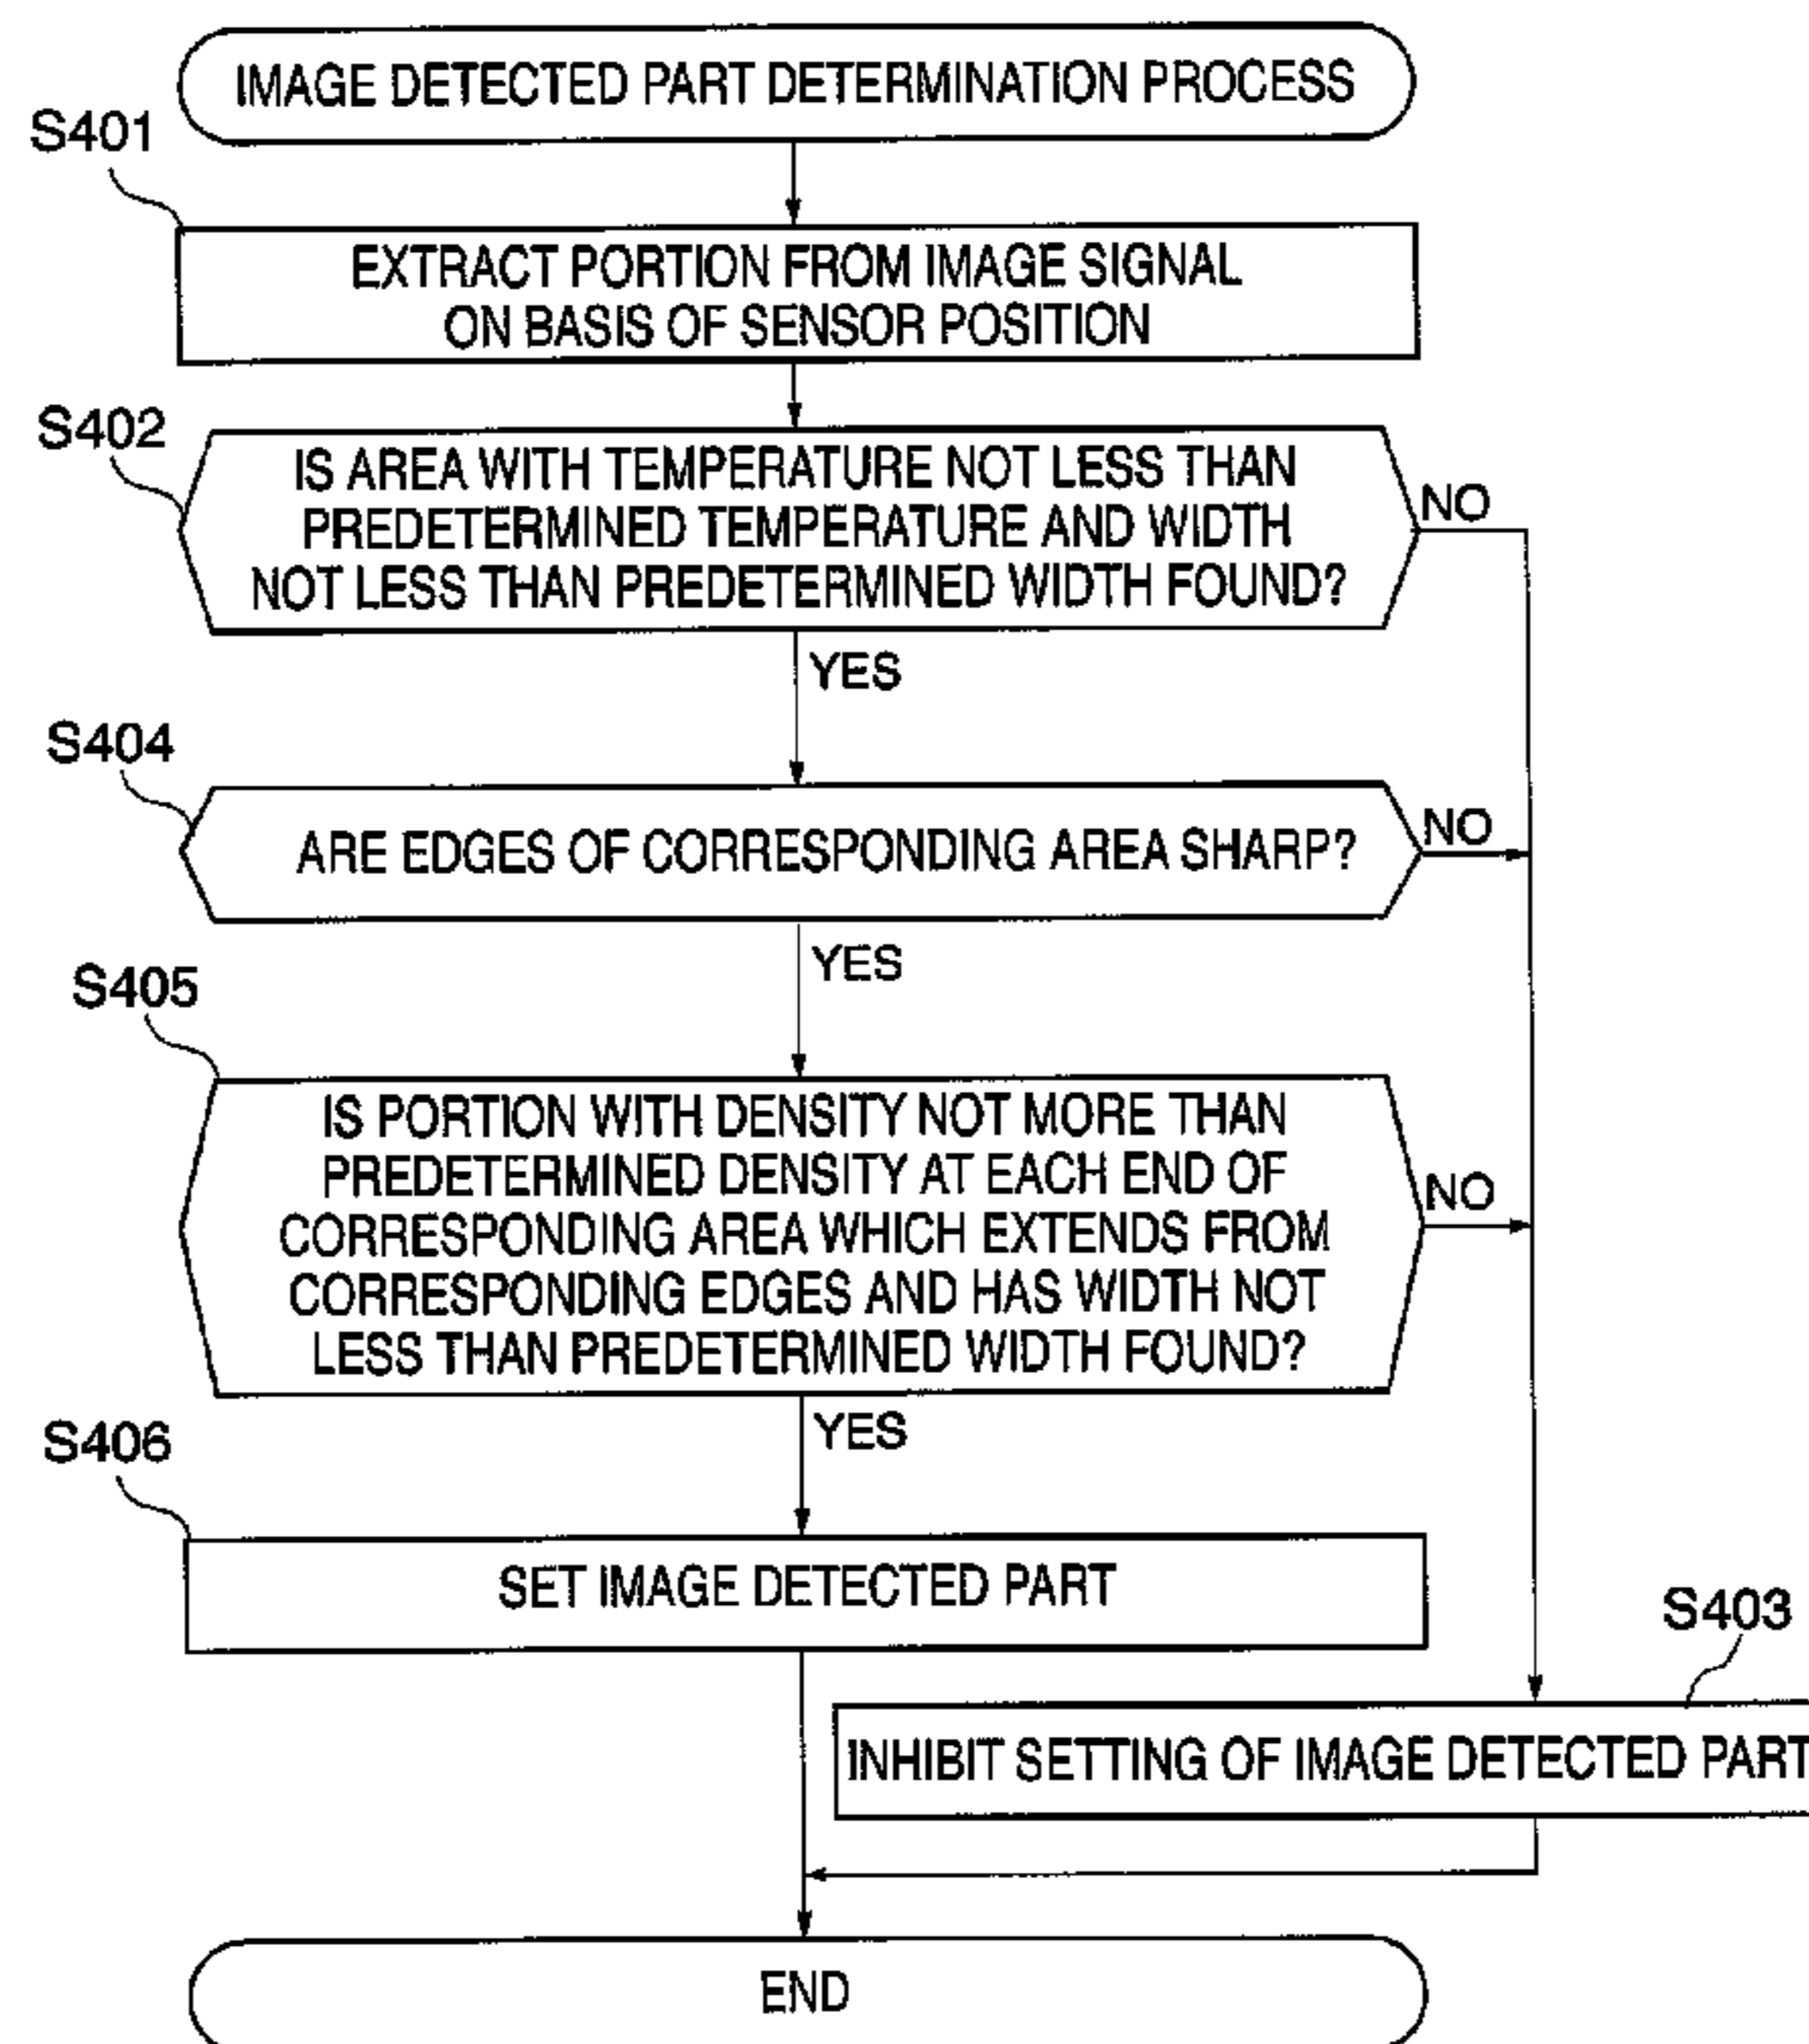 IMAGE DETECTED PART DETERMINATION PROCESS
S401
EXTRACT PORTION FROM IMAGE SIGNAL
ON BASIS OF SENSOR POSITION
S402
IS AREA WITH TEMPERATURE NOT LESS THAN
PREDETERMINED TEMPERATURE AND WIDTH
NOT LESS THAN PREDETERMINED WIDTH FOUND?
NO
YES
S404
ARE EDGES OF CORRESPONDING AREA SHARP?
NO
YES
S405
IS PORTION WITH DENSITY NOT MORE THAN
PREDETERMINED DENSITY AT EACH END OF
CORRESPONDING AREA WHICH EXTENDS FROM
CORRESPONDING EDGES AND HAS WIDTH NOT
LESS THAN PREDETERMINED WIDTH FOUND?
NO
YES
S406
SET IMAGE DETECTED PART
S403
INHIBIT SETTING OF IMAGE DETECTED PART
END